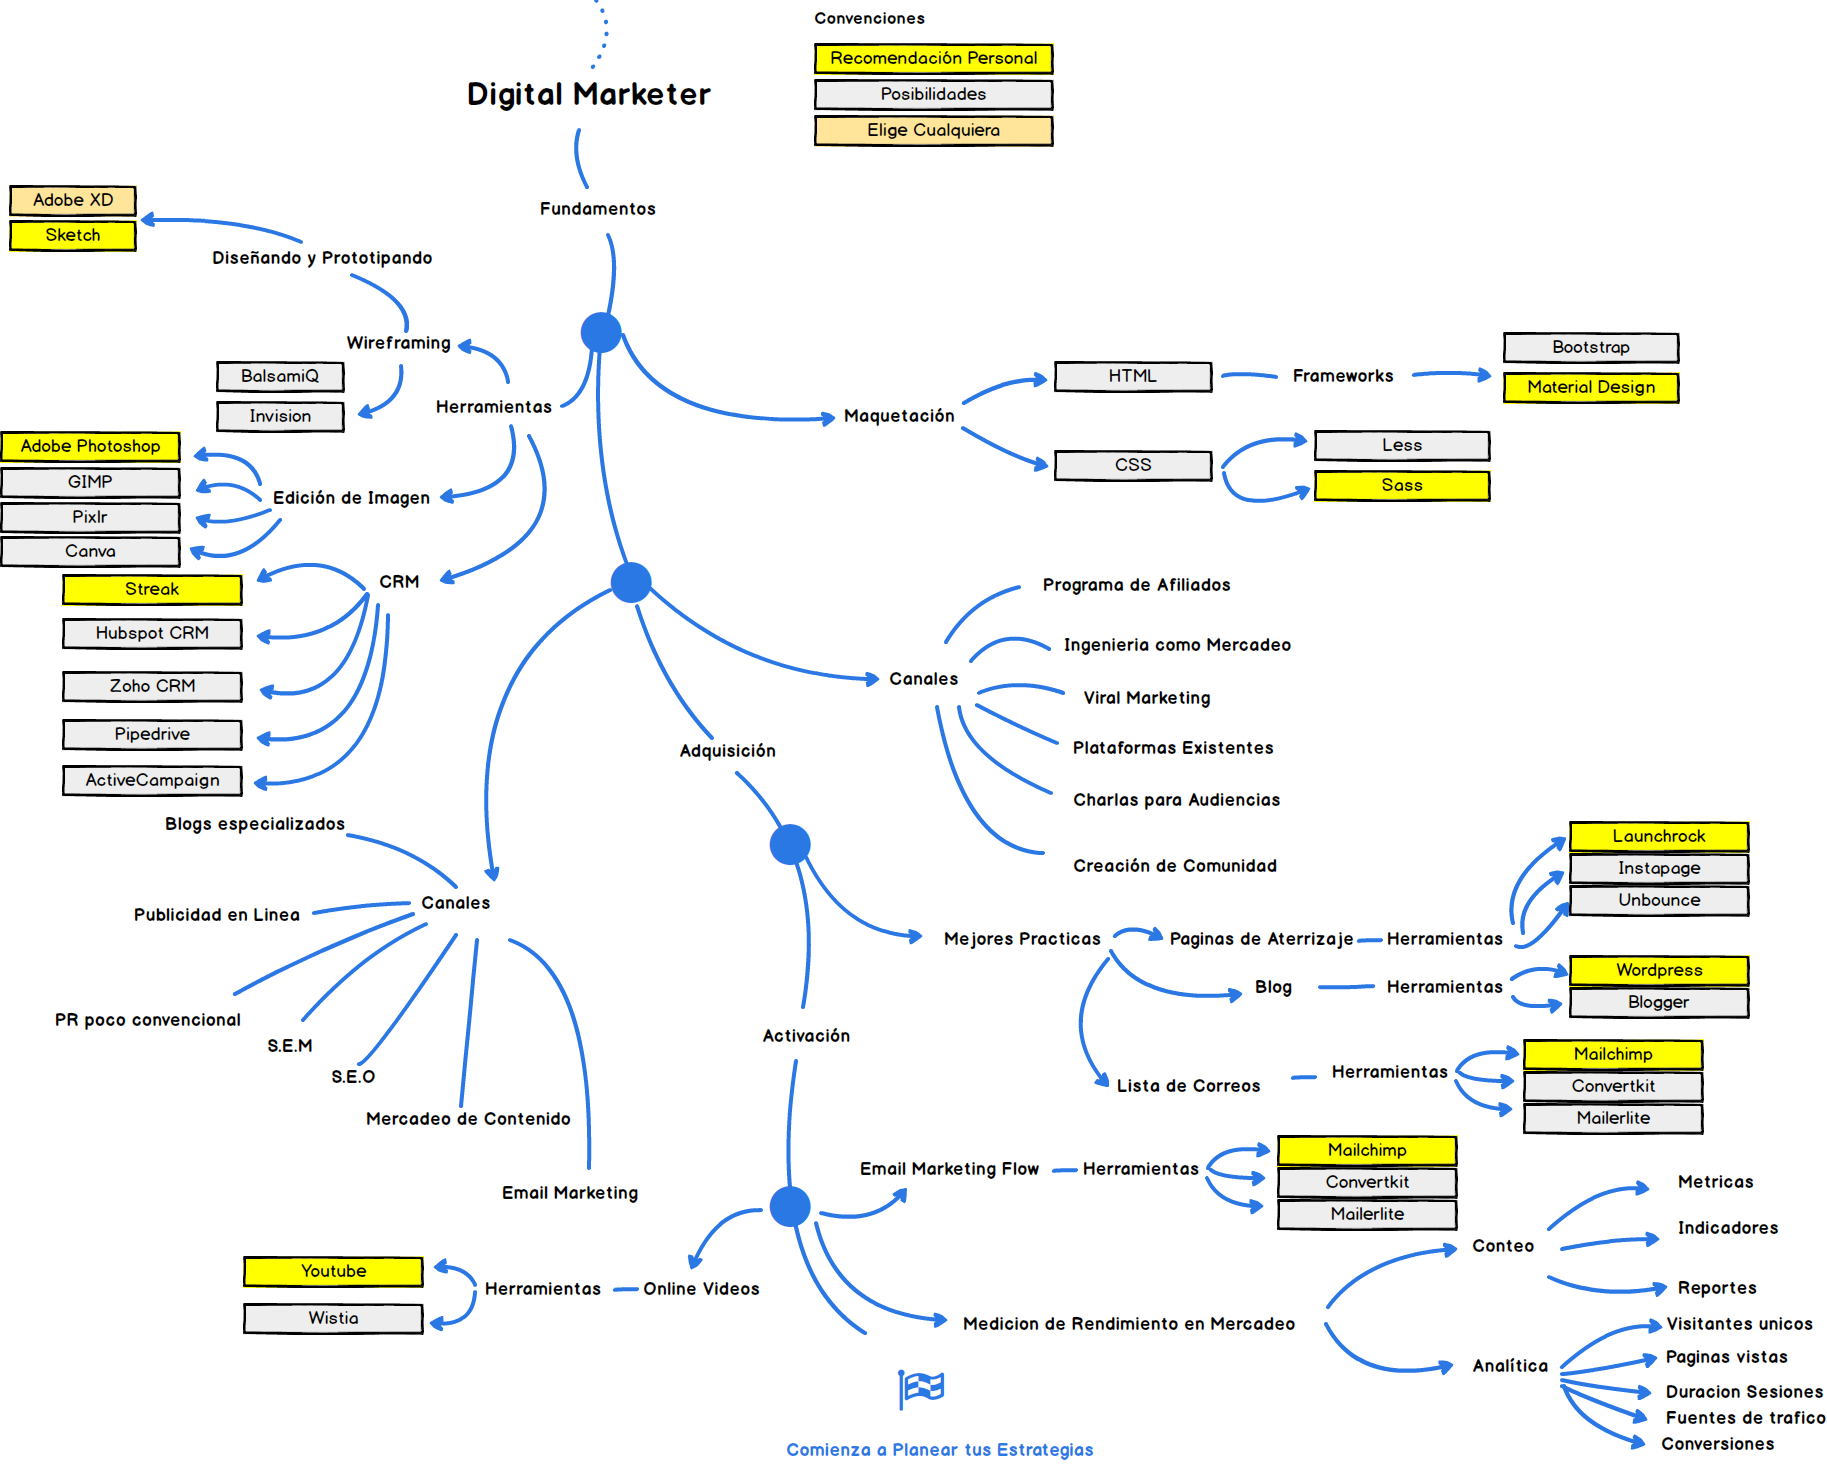 Convenciones
Recomendación Personal
Posibilidades
Elige Cualquiera
Digital Marketer
Fundamentos
Adobe XD
Sketch
Diseñando y Prototipando
Wireframing
BalsamiQ
Invision
Herramientas
Adobe Photoshop
GIMP
Pixlr
Canva
Edición de Imagen
CRM
Streak
Hubspot CRM
Zoho CRM
Pipedrive
ActiveCampaign
Maquetación
HTML
Frameworks
Bootstrap
Material Design
CSS
Less
Sass
Canales
Programa de Afiliados
Ingenieria como Mercadeo
Viral Marketing
Plataformas Existentes
Charlas para Audiencias
Creación de Comunidad
Adquisición
Blogs especializados
Canales
Publicidad en Linea
PR poco convencional
S.E.M
S.E.O
Mercadeo de Contenido
Email Marketing
Mejores Practicas
Paginas de Aterrizaje
Herramientas
Launchrock
Instapage
Unbounce
Blog
Herramientas
Wordpress
Blogger
Lista de Correos
Herramientas
Mailchimp
Convertkit
Mailerlite
Activación
Email Marketing Flow
Herramientas
Mailchimp
Convertkit
Mailerlite
Online Videos
Herramientas
Youtube
Wistia
Medicion de Rendimiento en Mercadeo
Conteo
Metricas
Indicadores
Reportes
Analítica
Visitantes unicos
Paginas vistas
Duracion Sesiones
Fuentes de trafico
Conversiones
Comienza a Planear tus Estrategias